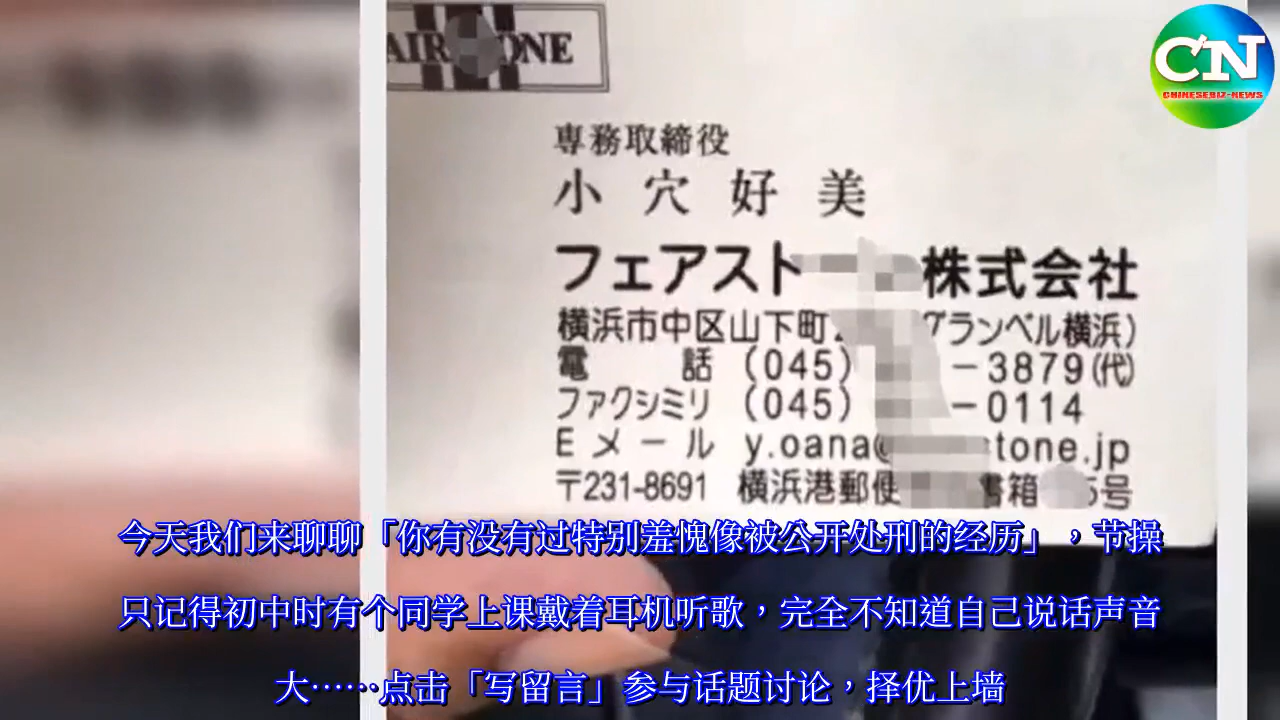 CN
CHINESEBIZ-NEWS
専務取締役
小穴好美
フェアスト 株式会社
横浜市中区山下町 グランベル横浜)
電話 (045) -3879(代)
ファクシミリ (045) -0114
Eメール y.oana@ tone.jp
〒231-8691 横浜港郵便 書箱 5号
今天我们来聊聊「你有没有过特别羞愧像被公开处刑的经历」，节操
只记得初中时有个同学上课戴着耳机听歌，完全不知道自己说话声音
大……点击「写留言」参与话题讨论，择优上墙